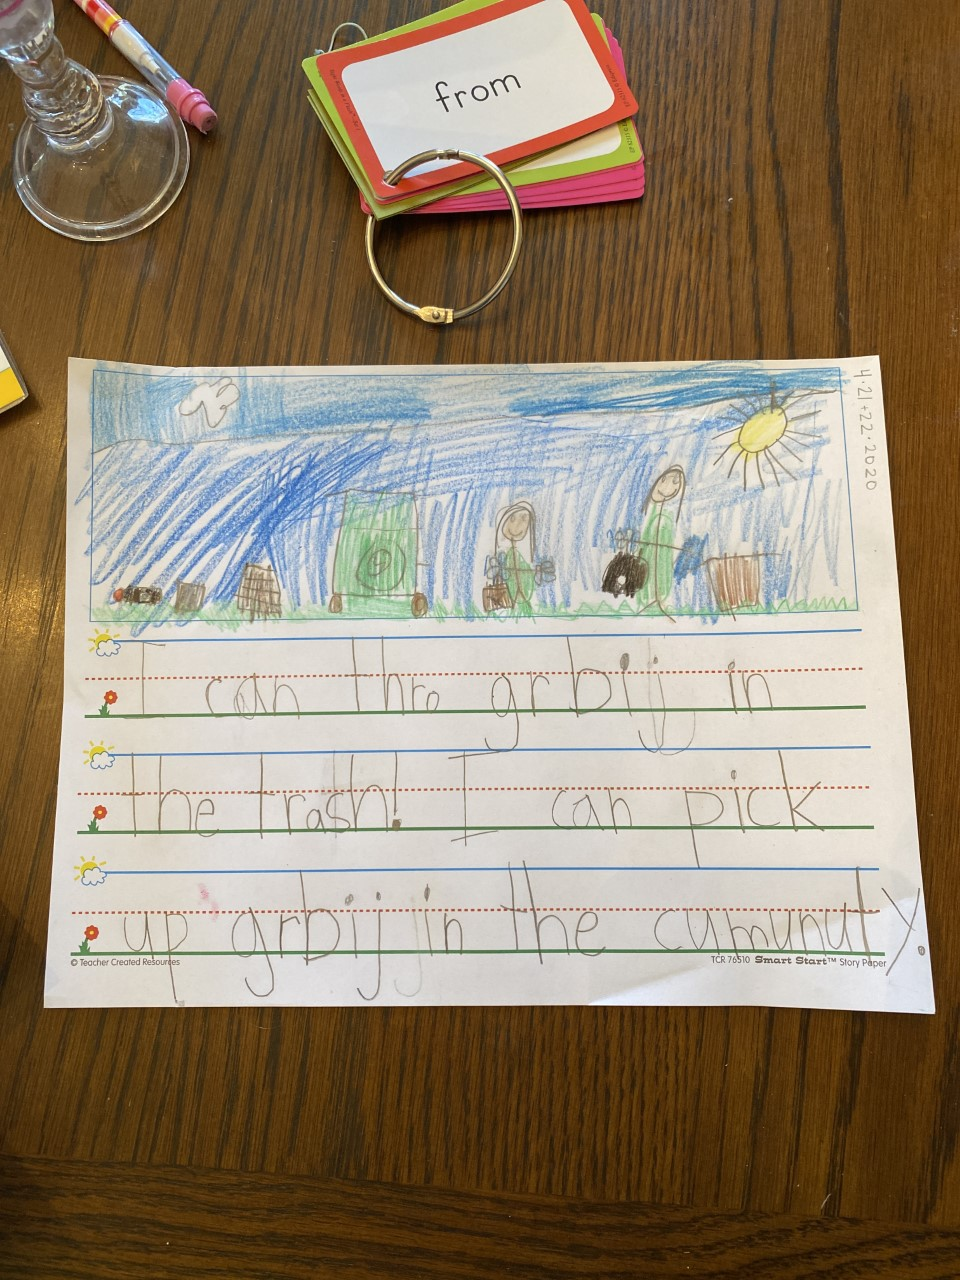 from
4.21+22.2020
I can thro grbij in
the trash! I can pick
up grbij in the cumunuty.
© Teacher Created Resources
TCR 76510 Smart Start™ Story Paper